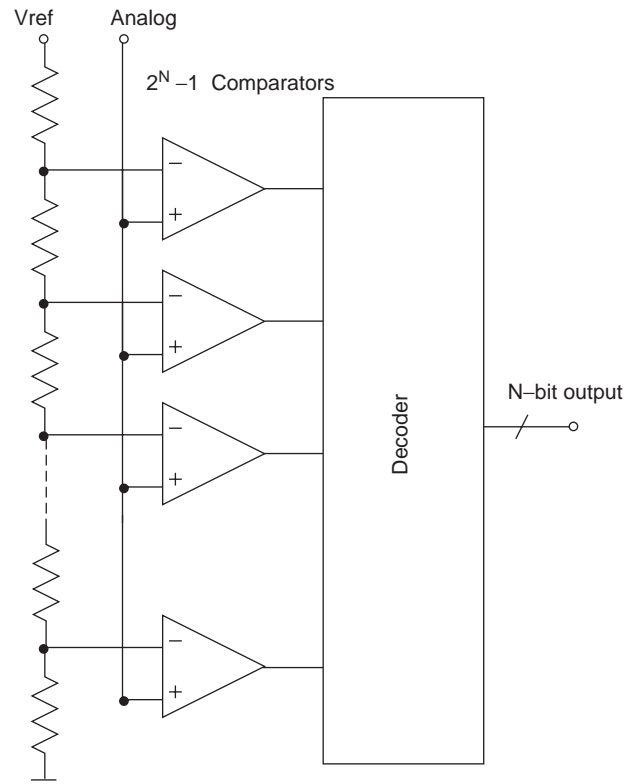 Vref
Analog
2^N –1 Comparators
−
+
−
+
−
+
−
+
Decoder
N–bit output